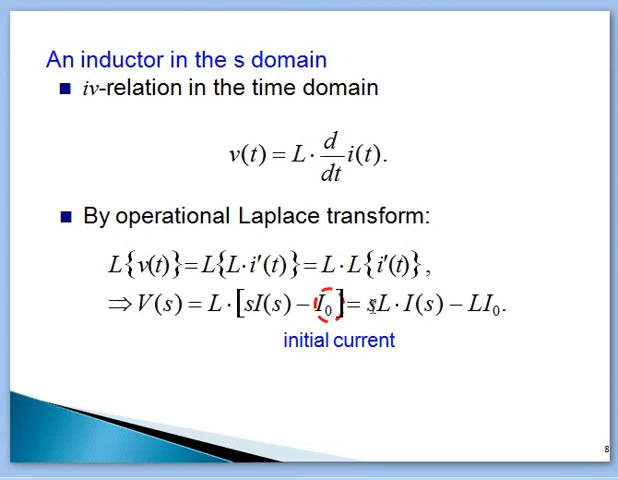 An inductor in the s domain
■ iv-relation in the time domain
v(t) = L · d/dt i(t).
■ By operational Laplace transform:
L{v(t)} = L{L · i′(t)} = L · L{i′(t)},
⇒ V(s) = L · [sI(s) − I₀] = sL · I(s) − LI₀.
initial current
8